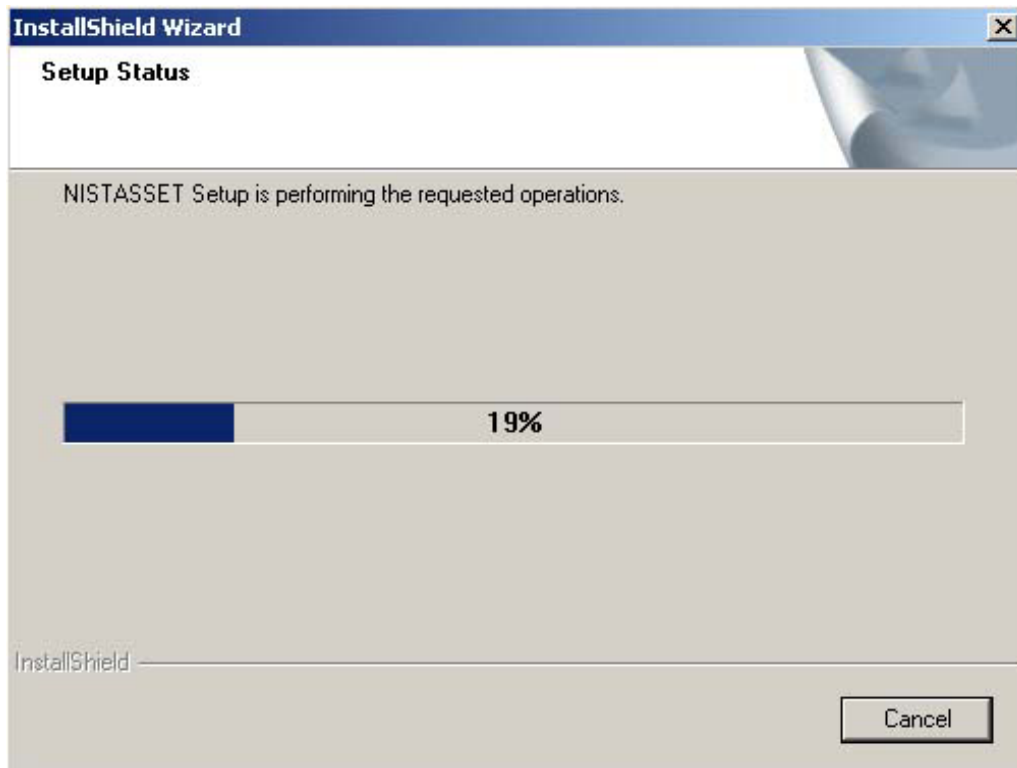 InstallShield Wizard
Setup Status
NISTASSET Setup is performing the requested operations.
19%
InstallShield
Cancel